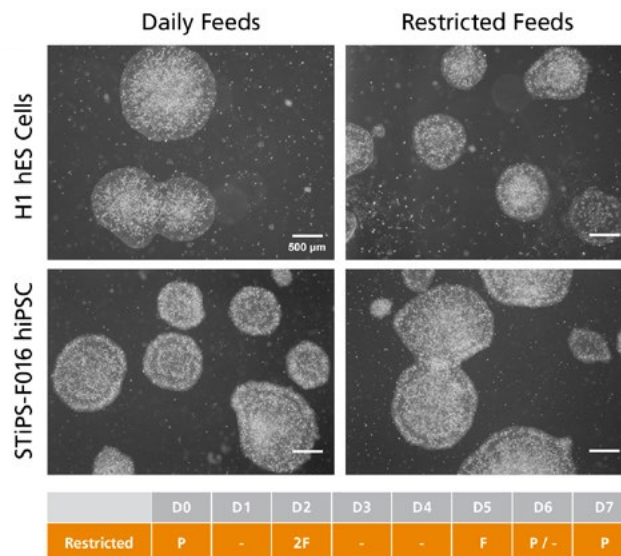 Daily Feeds Restricted Feeds
H1 hES Cells
500 µm
STiPS-F016 hiPSC
D0 D1 D2 D3 D4 D5 D6 D7
Restricted P - 2F - - F P / - P